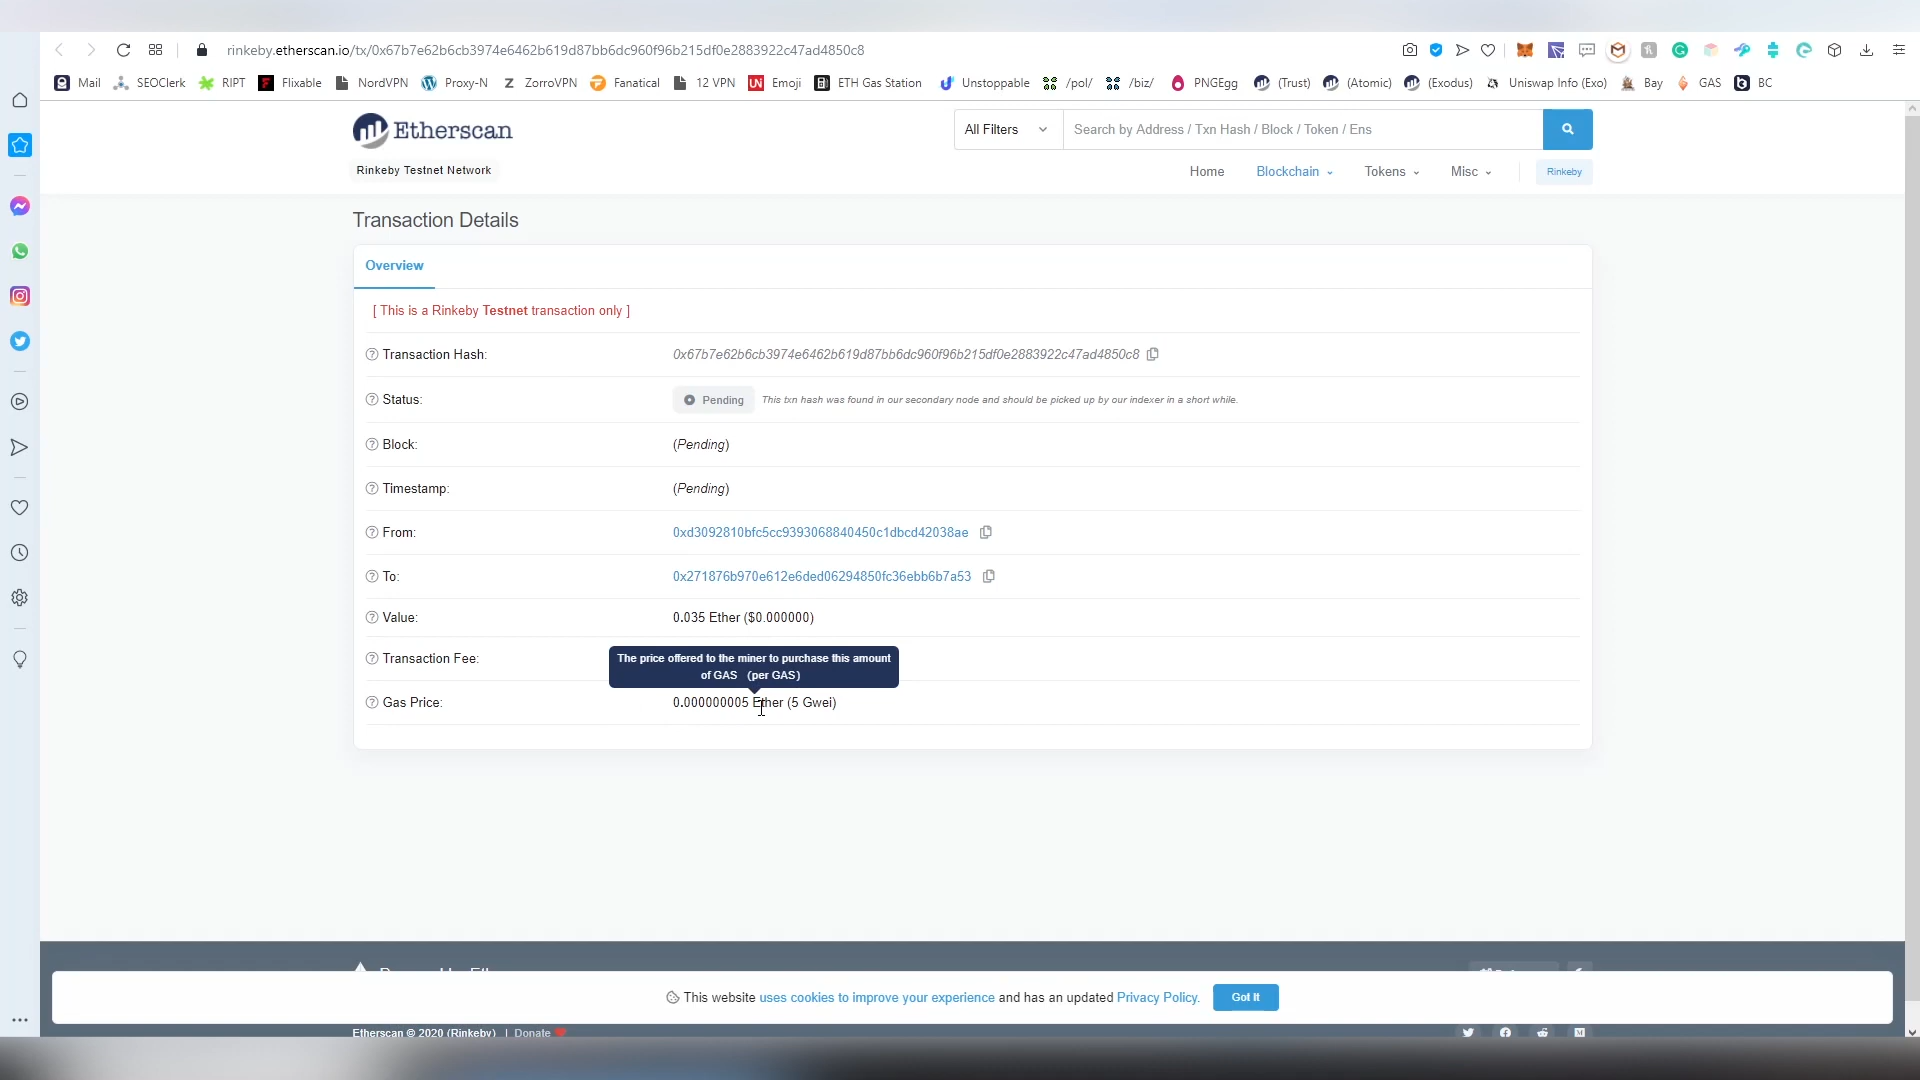 rinkeby.etherscan.io/tx/0x67b7e62b6cb3974e6462b619d87bb6dc960f96b215df0e2883922c47ad4850c8
Mail SEOClerk RIPT Flixable NordVPN Proxy-N ZorroVPN Fanatical 12 VPN Emoji ETH Gas Station Unstoppable /pol/ /biz/ PNGEgg (Trust) (Atomic) (Exodus) Uniswap Info (Exo) Bay GAS BC
Etherscan
All Filters Search by Address / Txn Hash / Block / Token / Ens
Rinkeby Testnet Network
Home Blockchain Tokens Misc Rinkeby
Transaction Details
Overview
[ This is a Rinkeby Testnet transaction only ]
Transaction Hash: 0x67b7e62b6cb3974e6462b619d87bb6dc960f96b215df0e2883922c47ad4850c8
Status: Pending This txn hash was found in our secondary node and should be picked up by our indexer in a short while.
Block: (Pending)
Timestamp: (Pending)
From: 0xd3092810bfc5cc9393068840450c1dbcd42038ae
To: 0x271876b970e612e6ded06294850fc36ebb6b7a53
Value: 0.035 Ether ($0.000000)
Transaction Fee:
The price offered to the miner to purchase this amount
of GAS (per GAS)
Gas Price: 0.000000005 Ether (5 Gwei)
This website uses cookies to improve your experience and has an updated Privacy Policy. Got It
Etherscan © 2020 (Rinkeby) | Donate